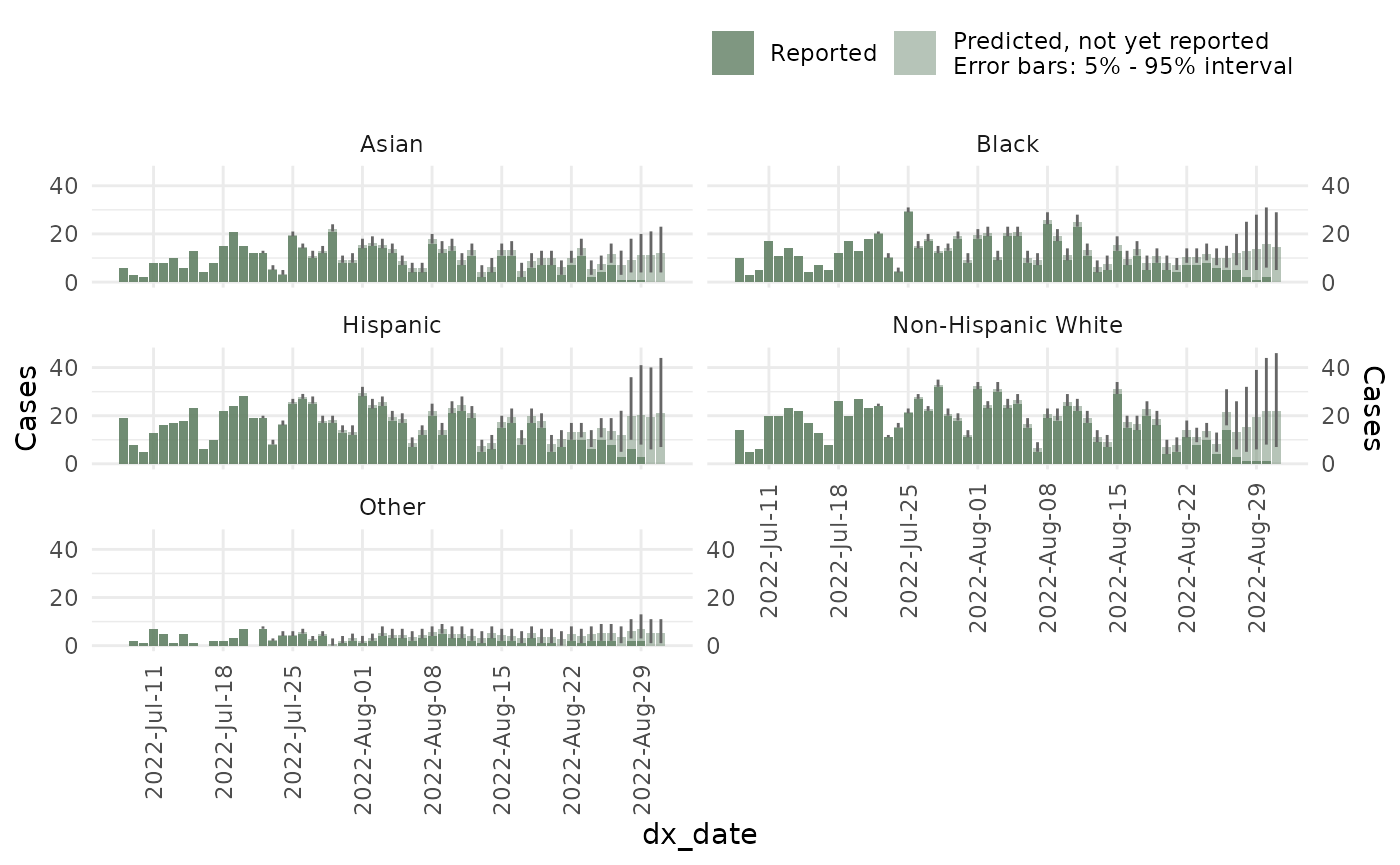 Reported
Predicted, not yet reported
Error bars: 5% - 95% interval
Asian
Black
40
20
0
40
20
0
Hispanic
Non-Hispanic White
Cases
40
20
0
40
20
0
Cases
2022-Jul-11
2022-Jul-18
2022-Jul-25
2022-Aug-01
2022-Aug-08
2022-Aug-15
2022-Aug-22
2022-Aug-29
Other
40
20
0
40
20
0
2022-Jul-11
2022-Jul-18
2022-Jul-25
2022-Aug-01
2022-Aug-08
2022-Aug-15
2022-Aug-22
2022-Aug-29
dx_date